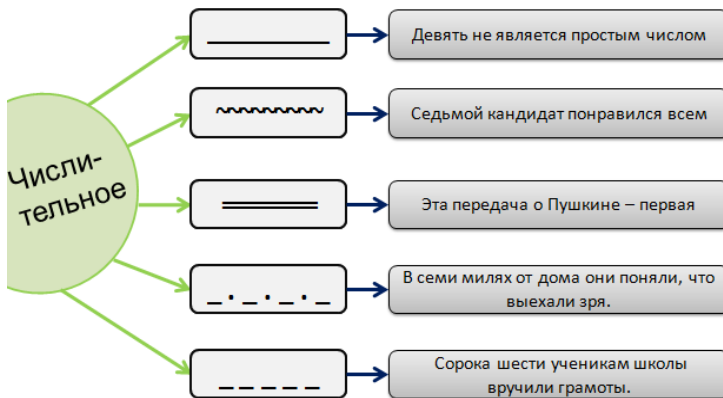 Числи-
тельное
Девять не является простым числом
Седьмой кандидат понравился всем
Эта передача о Пушкине – первая
В семи милях от дома они поняли, что
выехали зря.
Сорока шести ученикам школы
вручили грамоты.